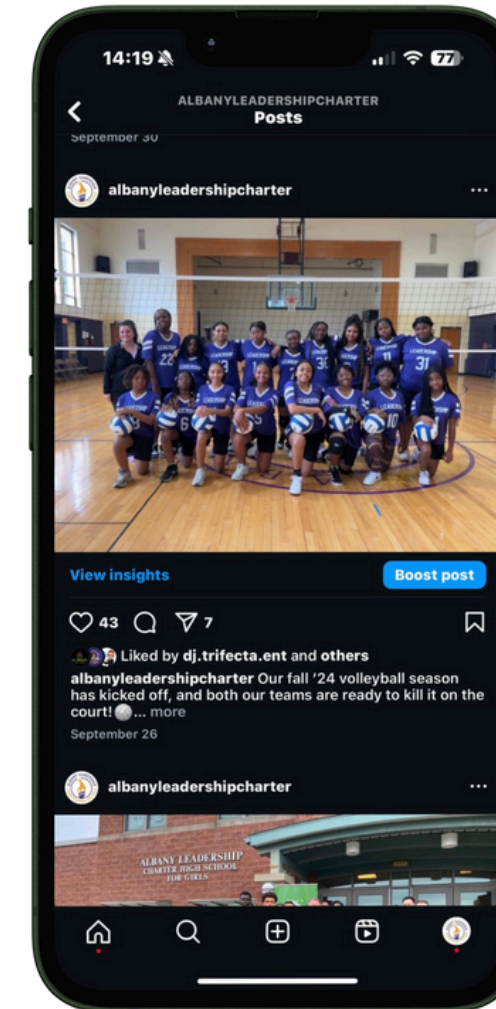 14:19
77
ALBANYLEADERSHIPCHARTER
Posts
September 30
albanyleadershipcharter
LEADERSHIP
22
LEADERSHIP
11
31
6
10
View insights
Boost post
43
7
Liked by dj.trifecta.ent and others
albanyleadershipcharter Our fall '24 volleyball season
has kicked off, and both our teams are ready to kill it on the
court!... more
September 26
albanyleadershipcharter
ALBANY LEADERSHIP
CHARTER HIGH SCHOOL
FOR GIRLS